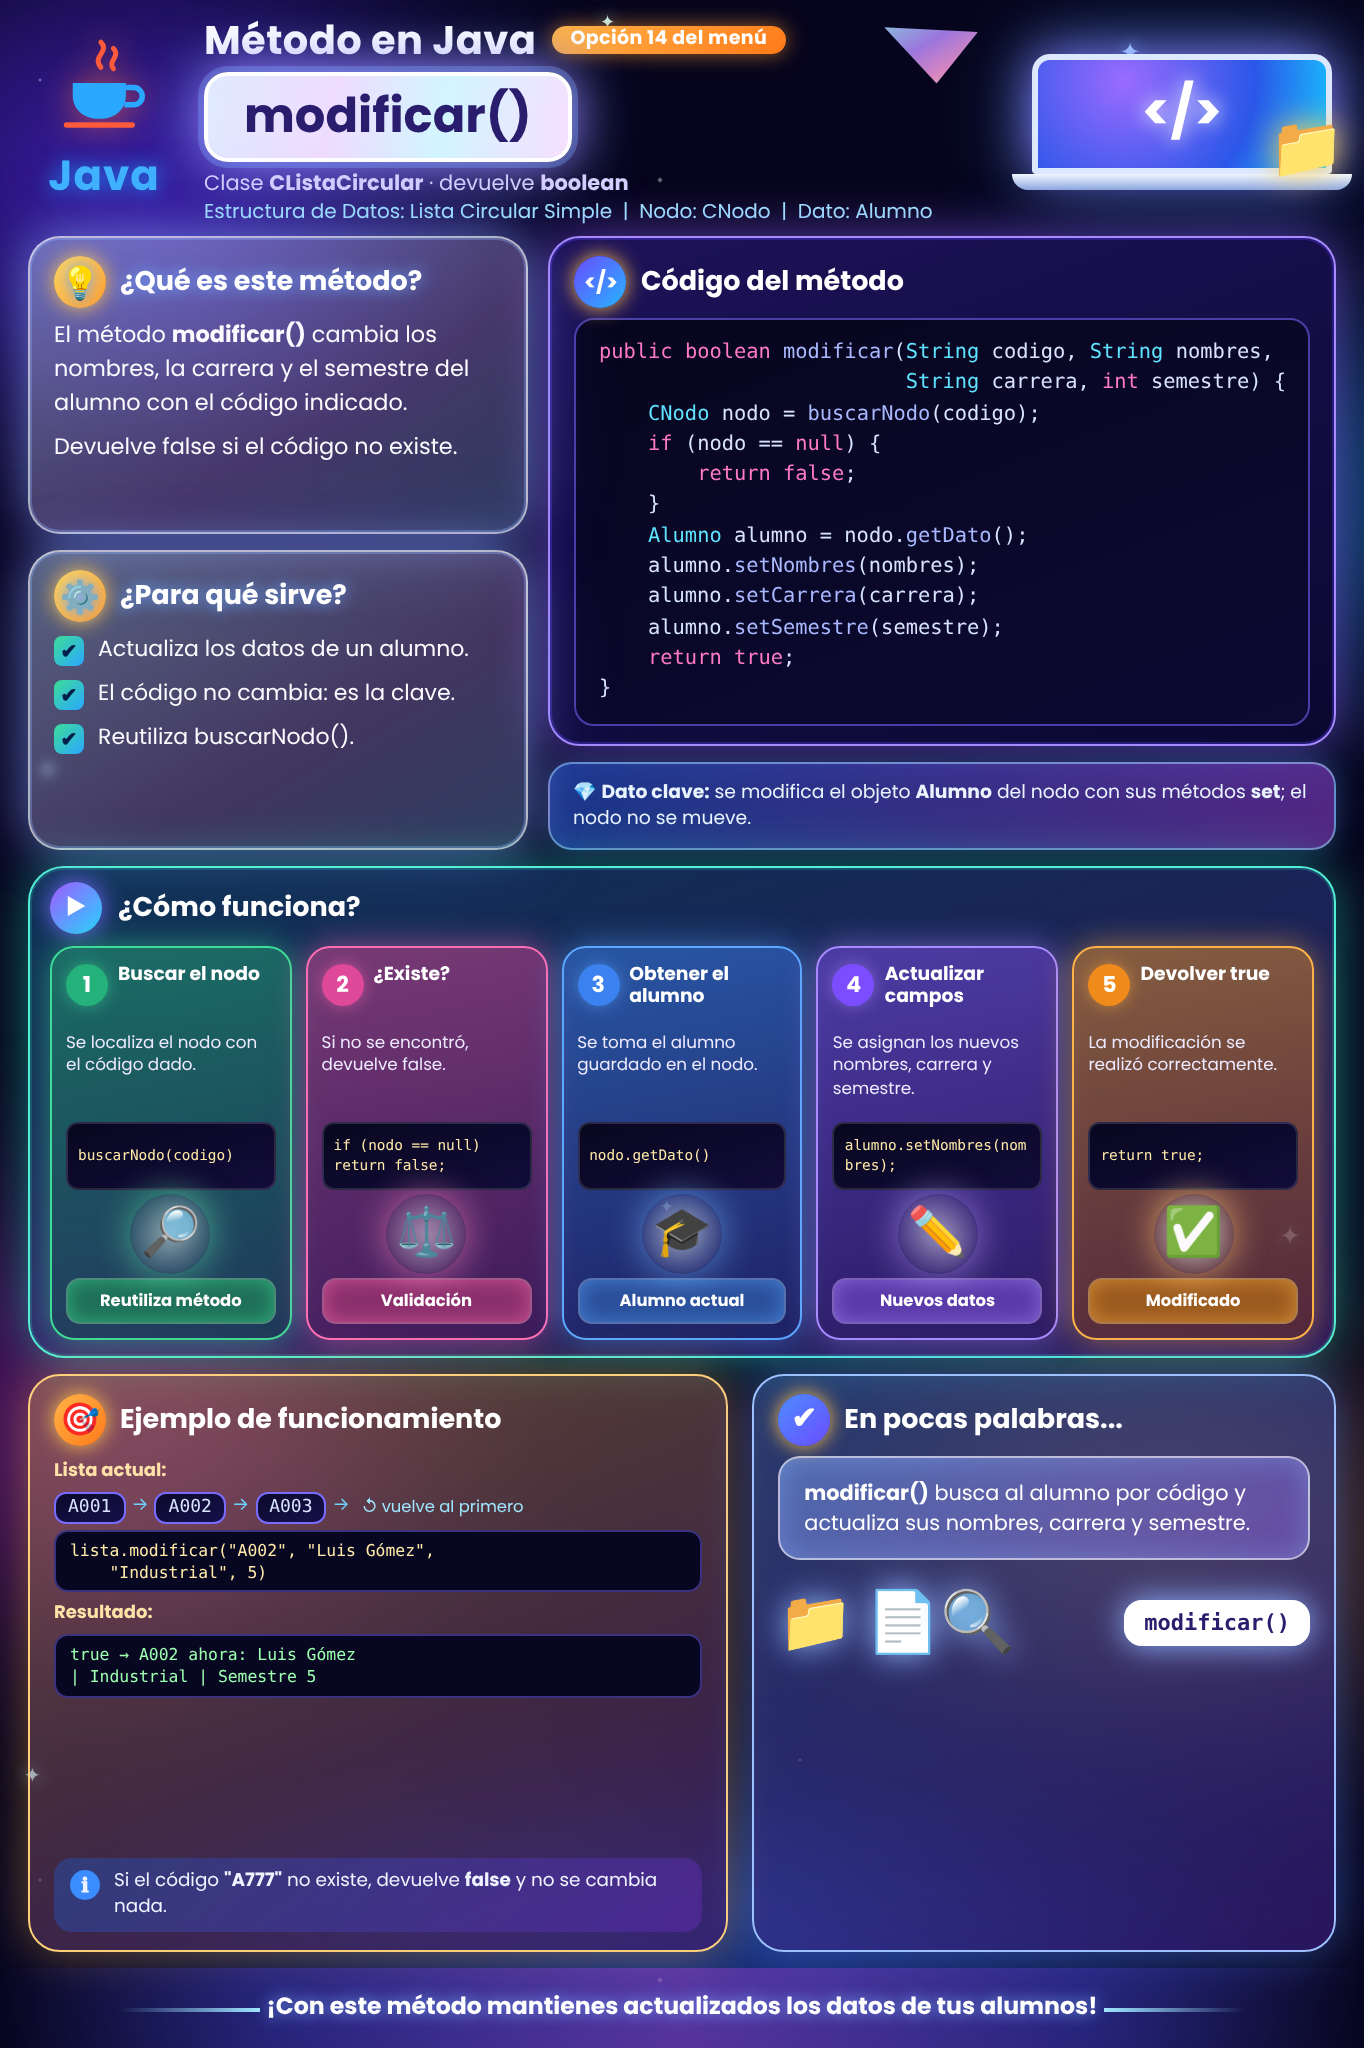 Java
Método en Java
Opción 14 del menú
modificar()
Clase CListaCircular · devuelve boolean
Estructura de Datos: Lista Circular Simple | Nodo: CNodo | Dato: Alumno
</>
¿Qué es este método?
El método modificar() cambia los
nombres, la carrera y el semestre del
alumno con el código indicado.
Devuelve false si el código no existe.
¿Para qué sirve?
✔ Actualiza los datos de un alumno.
✔ El código no cambia: es la clave.
✔ Reutiliza buscarNodo().
</> Código del método
public boolean modificar(String codigo, String nombres,
                         String carrera, int semestre) {
    CNodo nodo = buscarNodo(codigo);
    if (nodo == null) {
        return false;
    }
    Alumno alumno = nodo.getDato();
    alumno.setNombres(nombres);
    alumno.setCarrera(carrera);
    alumno.setSemestre(semestre);
    return true;
}
💎 Dato clave: se modifica el objeto Alumno del nodo con sus métodos set; el
nodo no se mueve.
¿Cómo funciona?
1 Buscar el nodo
Se localiza el nodo con
el código dado.
buscarNodo(codigo)
Reutiliza método
2 ¿Existe?
Si no se encontró,
devuelve false.
if (nodo == null)
return false;
Validación
3 Obtener el
alumno
Se toma el alumno
guardado en el nodo.
nodo.getDato()
Alumno actual
4 Actualizar
campos
Se asignan los nuevos
nombres, carrera y
semestre.
alumno.setNombres(nom
bres);
Nuevos datos
5 Devolver true
La modificación se
realizó correctamente.
return true;
Modificado
Ejemplo de funcionamiento
Lista actual:
A001 → A002 → A003 → ↺ vuelve al primero
lista.modificar("A002", "Luis Gómez",
    "Industrial", 5)
Resultado:
true → A002 ahora: Luis Gómez
| Industrial | Semestre 5
ℹ Si el código "A777" no existe, devuelve false y no se cambia
nada.
✔ En pocas palabras...
modificar() busca al alumno por código y
actualiza sus nombres, carrera y semestre.
modificar()
¡Con este método mantienes actualizados los datos de tus alumnos!